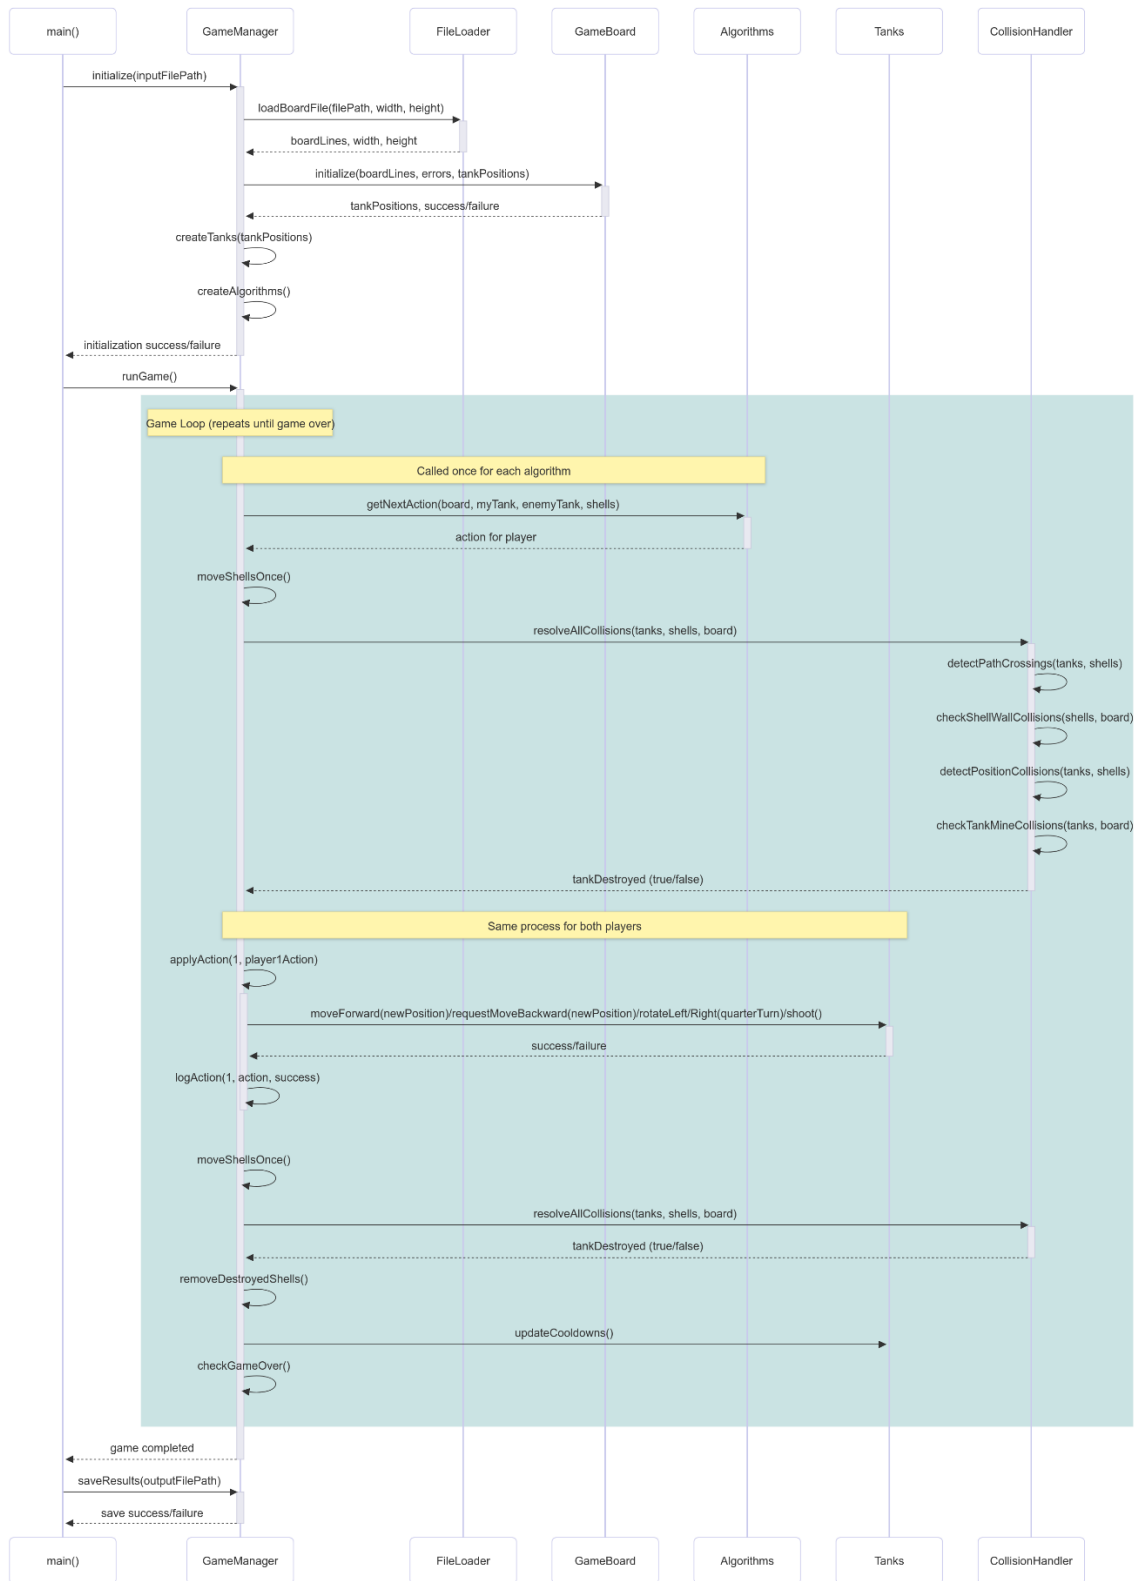 main()
GameManager
FileLoader
GameBoard
Algorithms
Tanks
CollisionHandler
initialize(inputFilePath)
loadBoardFile(filePath, width, height)
boardLines, width, height
initialize(boardLines, errors, tankPositions)
tankPositions, success/failure
createTanks(tankPositions)
createAlgorithms()
initialization success/failure
runGame()
Game Loop (repeats until game over)
Called once for each algorithm
getNextAction(board, myTank, enemyTank, shells)
action for player
moveShellsOnce()
resolveAllCollisions(tanks, shells, board)
detectPathCrossings(tanks, shells)
checkShellWallCollisions(shells, board)
detectPositionCollisions(tanks, shells)
checkTankMineCollisions(tanks, board)
tankDestroyed (true/false)
Same process for both players
applyAction(1, player1Action)
moveForward(newPosition)/requestMoveBackward(newPosition)/rotateLeft/Right(quarterTurn)/shoot()
success/failure
logAction(1, action, success)
moveShellsOnce()
resolveAllCollisions(tanks, shells, board)
tankDestroyed (true/false)
removeDestroyedShells()
updateCooldowns()
checkGameOver()
game completed
saveResults(outputFilePath)
save success/failure
main()
GameManager
FileLoader
GameBoard
Algorithms
Tanks
CollisionHandler